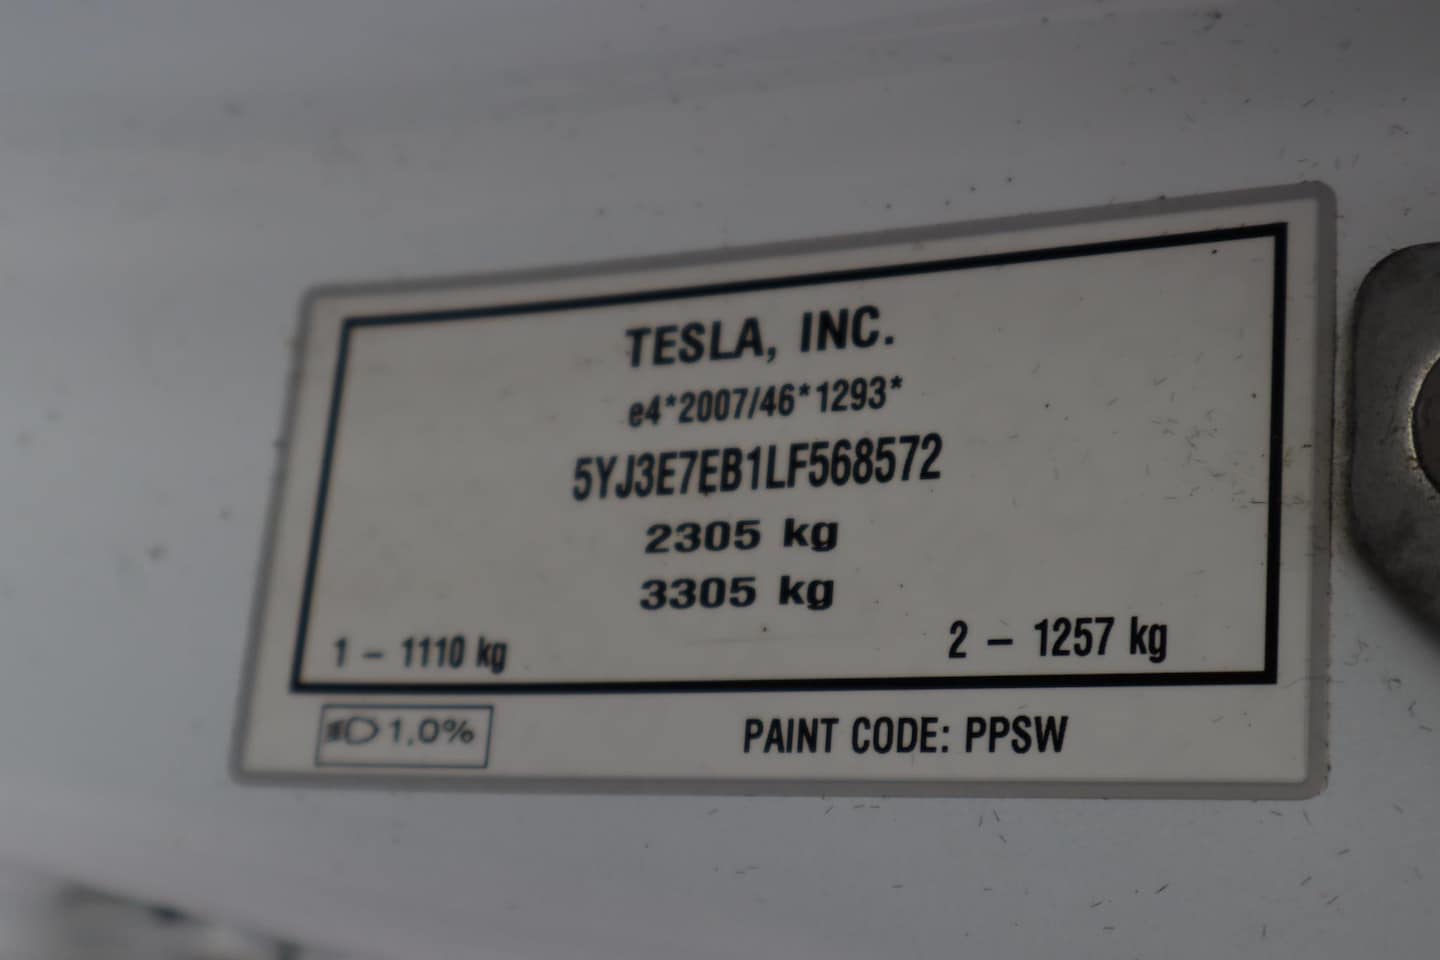 TESLA, INC.
e4*2007/46*1293*
5YJ3E7EB1LF568572
2305 kg
3305 kg
1 – 1110 kg
2 – 1257 kg
1,0%
PAINT CODE: PPSW